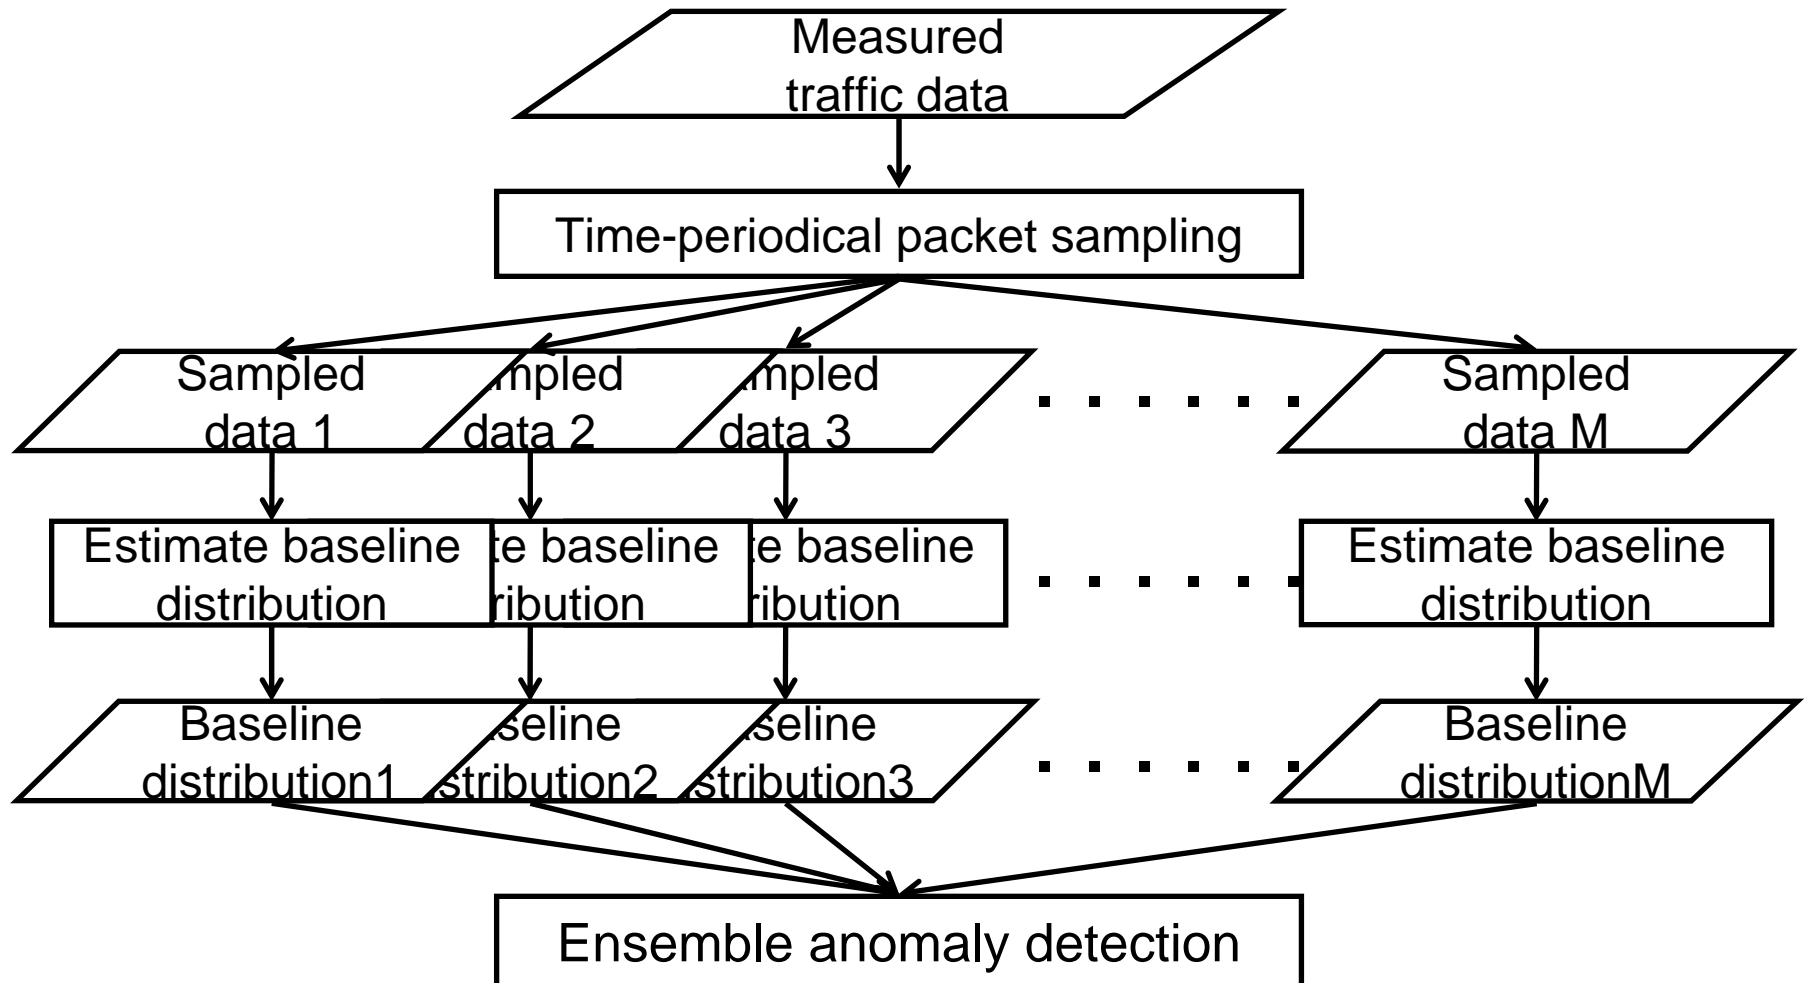 Measured
traffic data
Time-periodical packet sampling
Sampled
data 1
mpled
data 2
mpled
data 3
Sampled
data M
Estimate baseline
distribution
te baseline
ribution
te baseline
ribution
Estimate baseline
distribution
Baseline
distribution1
seline
stribution2
seline
stribution3
Baseline
distributionM
Ensemble anomaly detection